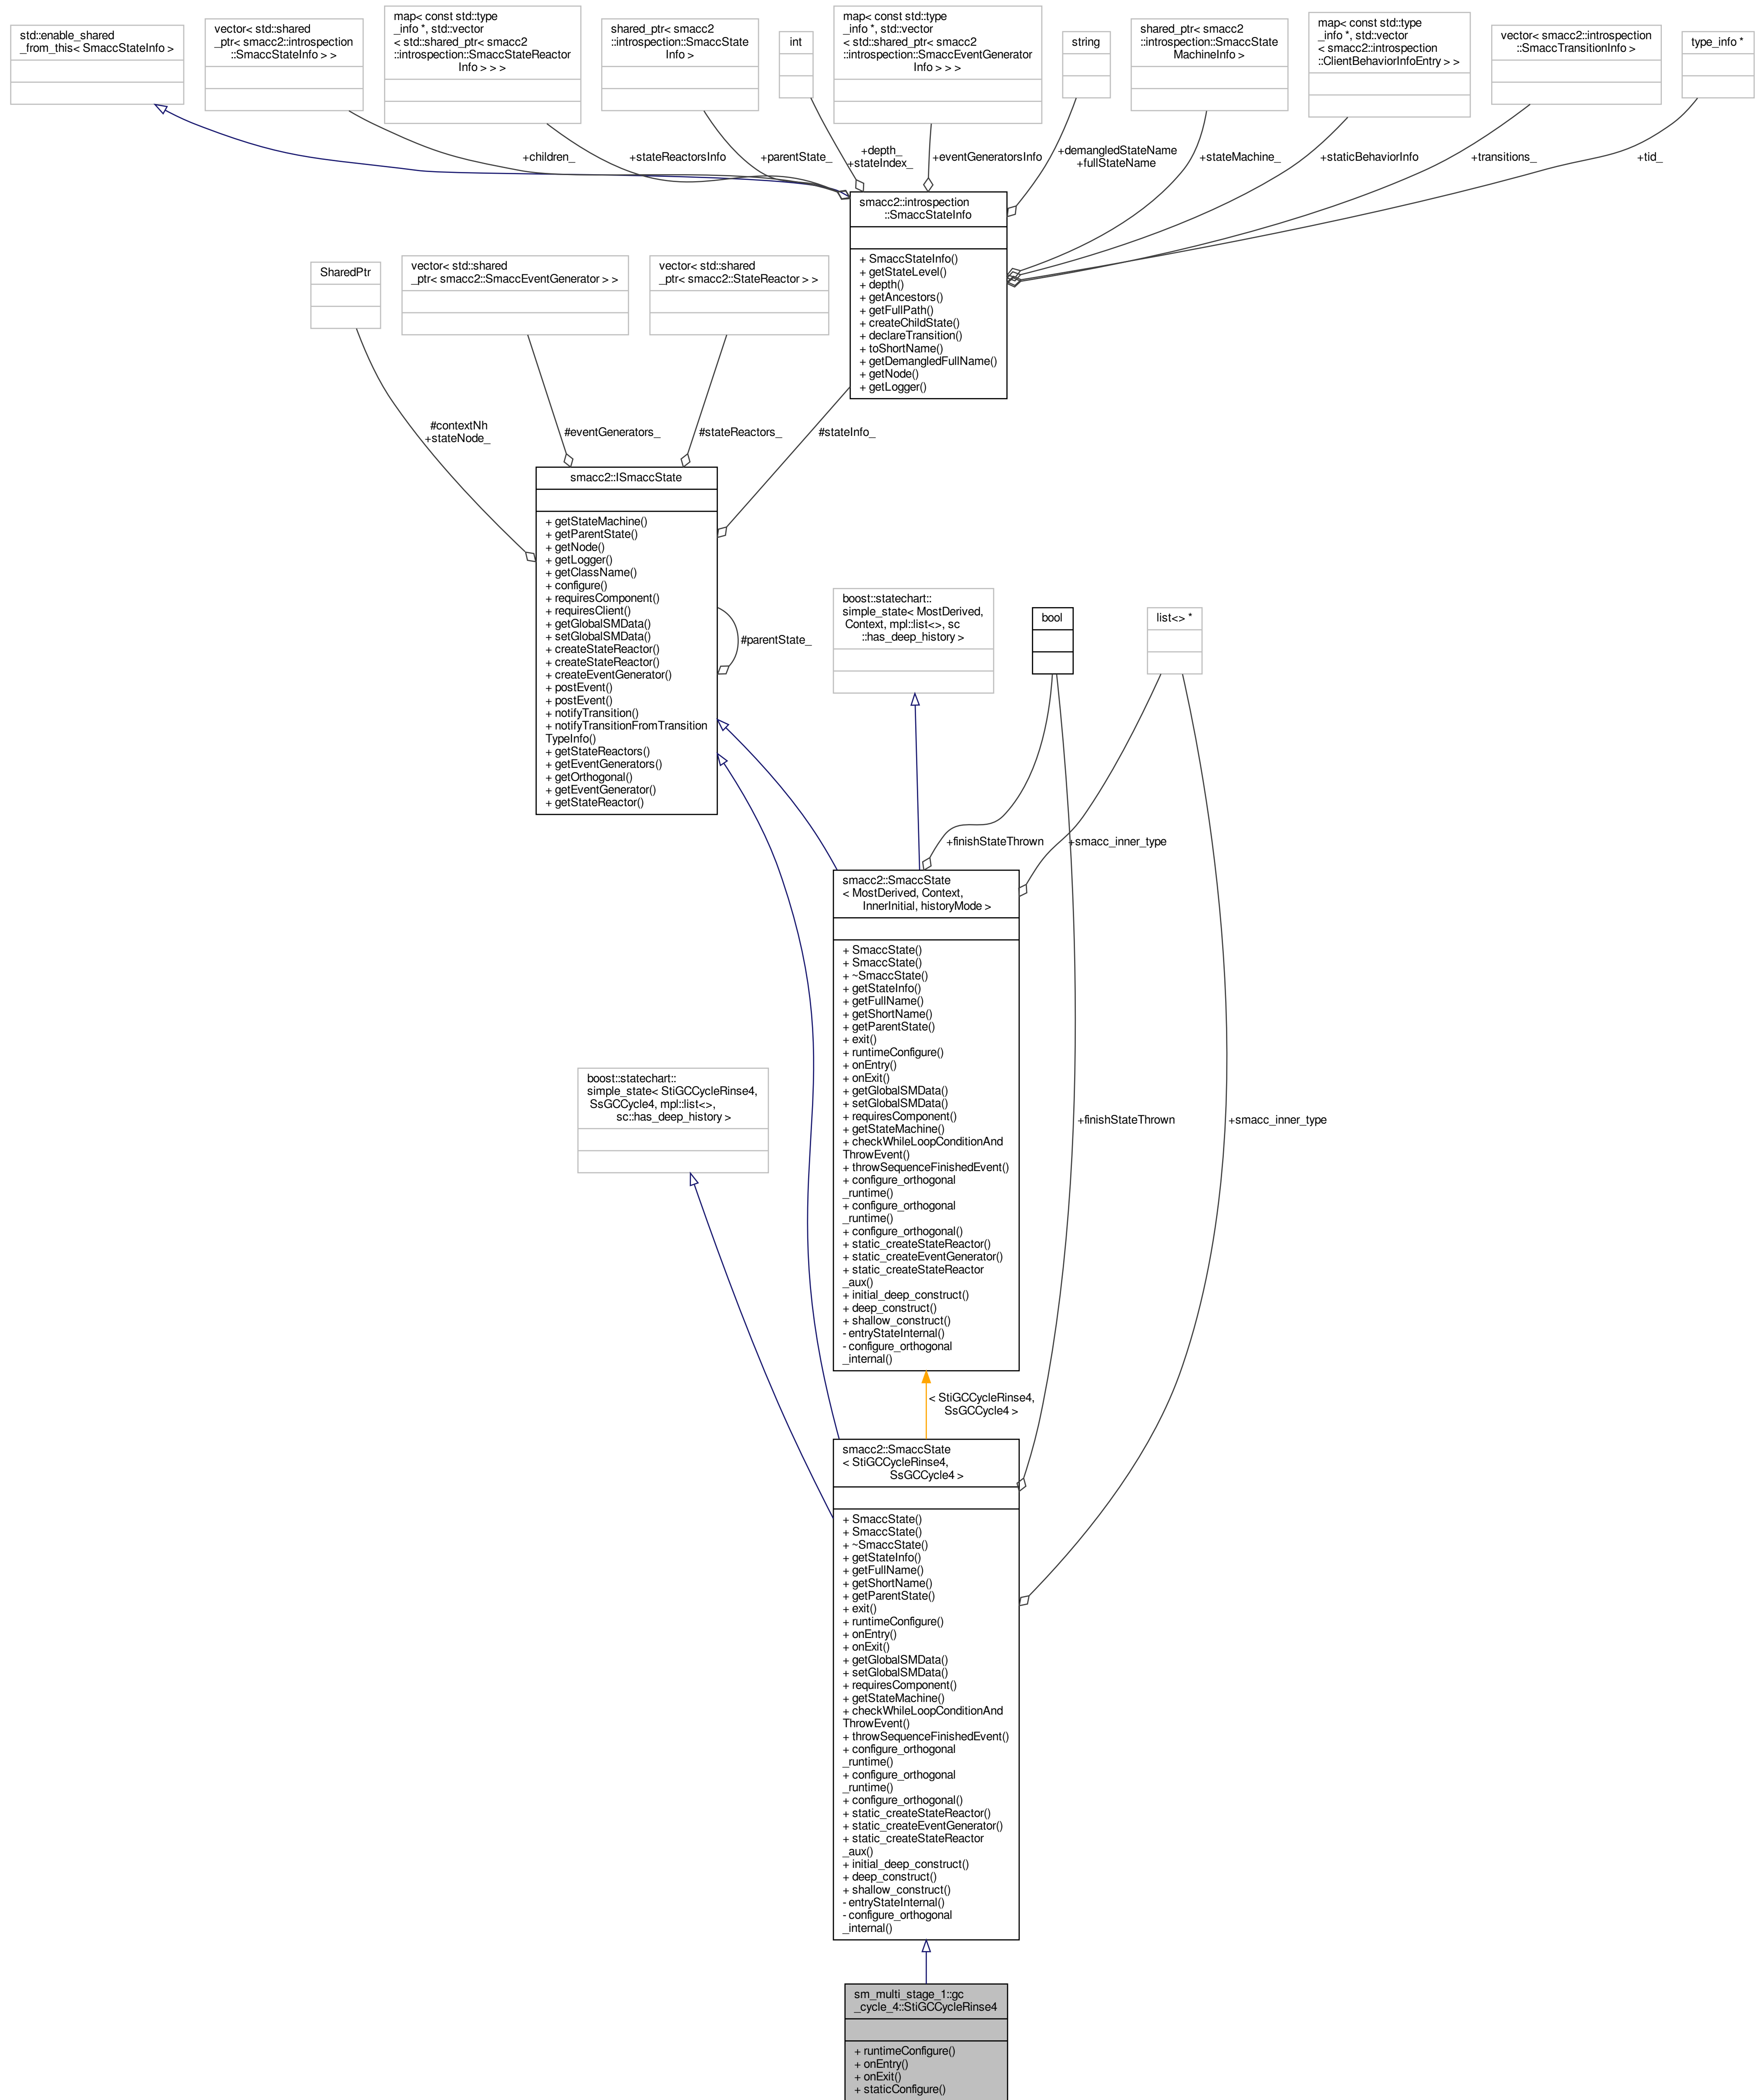 std::enable_shared
_from_this< SmaccStateInfo >
vector< std::shared
_ptr< smacc2::introspection
::SmaccStateInfo > >
map< const std::type
_info *, std::vector
< std::shared_ptr< smacc2
::introspection::SmaccStateReactor
Info > > >
shared_ptr< smacc2
::introspection::SmaccState
Info >
int
map< const std::type
_info *, std::vector
< std::shared_ptr< smacc2
::introspection::SmaccEventGenerator
Info > > >
string
shared_ptr< smacc2
::introspection::SmaccState
MachineInfo >
map< const std::type
_info *, std::vector
< smacc2::introspection
::ClientBehaviorInfoEntry > >
vector< smacc2::introspection
::SmaccTransitionInfo >
type_info *
+children_
+stateReactorsInfo
+parentState_
+depth_
+stateIndex_
+eventGeneratorsInfo
+demangledStateName
+fullStateName
+stateMachine_
+staticBehaviorInfo
+transitions_
+tid_
smacc2::introspection
::SmaccStateInfo
+ SmaccStateInfo()
+ getStateLevel()
+ depth()
+ getAncestors()
+ getFullPath()
+ createChildState()
+ declareTransition()
+ toShortName()
+ getDemangledFullName()
+ getNode()
+ getLogger()
SharedPtr
vector< std::shared
_ptr< smacc2::SmaccEventGenerator > >
vector< std::shared
_ptr< smacc2::StateReactor > >
#contextNh
+stateNode_
#eventGenerators_
#stateReactors_
#stateInfo_
smacc2::ISmaccState
+ getStateMachine()
+ getParentState()
+ getNode()
+ getLogger()
+ getClassName()
+ configure()
+ requiresComponent()
+ requiresClient()
+ getGlobalSMData()
+ setGlobalSMData()
+ createStateReactor()
+ createStateReactor()
+ createEventGenerator()
+ postEvent()
+ postEvent()
+ notifyTransition()
+ notifyTransitionFromTransition
TypeInfo()
+ getStateReactors()
+ getEventGenerators()
+ getOrthogonal()
+ getEventGenerator()
+ getStateReactor()
#parentState_
boost::statechart::
simple_state< MostDerived,
Context, mpl::list<>, sc
::has_deep_history >
bool
list<> *
+finishStateThrown
+smacc_inner_type
smacc2::SmaccState
< MostDerived, Context,
InnerInitial, historyMode >
+ SmaccState()
+ SmaccState()
+ ~SmaccState()
+ getStateInfo()
+ getFullName()
+ getShortName()
+ getParentState()
+ exit()
+ runtimeConfigure()
+ onEntry()
+ onExit()
+ getGlobalSMData()
+ setGlobalSMData()
+ requiresComponent()
+ getStateMachine()
+ checkWhileLoopConditionAnd
ThrowEvent()
+ throwSequenceFinishedEvent()
+ configure_orthogonal
_runtime()
+ configure_orthogonal
_runtime()
+ configure_orthogonal()
+ static_createStateReactor()
+ static_createEventGenerator()
+ static_createStateReactor
_aux()
+ initial_deep_construct()
+ deep_construct()
+ shallow_construct()
- entryStateInternal()
- configure_orthogonal
_internal()
boost::statechart::
simple_state< StiGCCycleRinse4,
SsGCCycle4, mpl::list<>,
sc::has_deep_history >
+finishStateThrown
+smacc_inner_type
< StiGCCycleRinse4,
SsGCCycle4 >
smacc2::SmaccState
< StiGCCycleRinse4,
SsGCCycle4 >
+ SmaccState()
+ SmaccState()
+ ~SmaccState()
+ getStateInfo()
+ getFullName()
+ getShortName()
+ getParentState()
+ exit()
+ runtimeConfigure()
+ onEntry()
+ onExit()
+ getGlobalSMData()
+ setGlobalSMData()
+ requiresComponent()
+ getStateMachine()
+ checkWhileLoopConditionAnd
ThrowEvent()
+ throwSequenceFinishedEvent()
+ configure_orthogonal
_runtime()
+ configure_orthogonal
_runtime()
+ configure_orthogonal()
+ static_createStateReactor()
+ static_createEventGenerator()
+ static_createStateReactor
_aux()
+ initial_deep_construct()
+ deep_construct()
+ shallow_construct()
- entryStateInternal()
- configure_orthogonal
_internal()
sm_multi_stage_1::gc
_cycle_4::StiGCCycleRinse4
+ runtimeConfigure()
+ onEntry()
+ onExit()
+ staticConfigure()